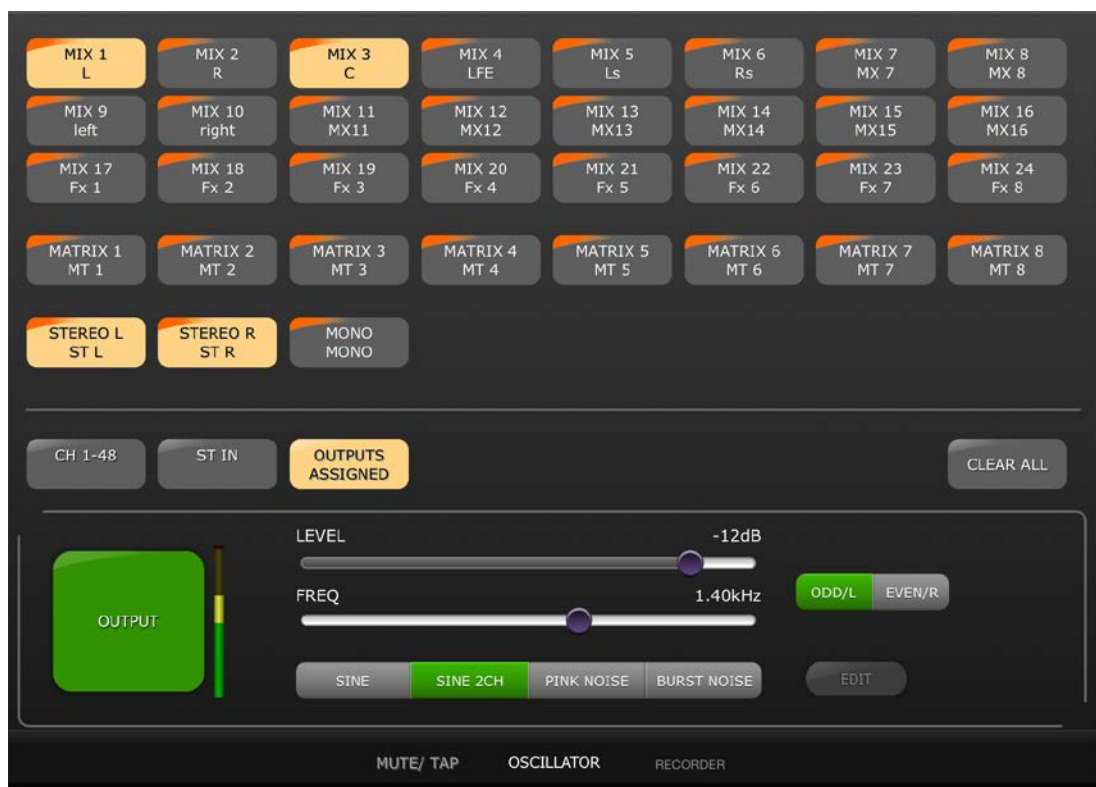 MIX 1 MIX 2 MIX 3 MIX 4 MIX 5 MIX 6 MIX 7 MIX 8
L R C LFE Ls Rs MX 7 MX 8
MIX 9 MIX 10 MIX 11 MIX 12 MIX 13 MIX 14 MIX 15 MIX 16
left right MX11 MX12 MX13 MX14 MX15 MX16
MIX 17 MIX 18 MIX 19 MIX 20 MIX 21 MIX 22 MIX 23 MIX 24
Fx 1 Fx 2 Fx 3 Fx 4 Fx 5 Fx 6 Fx 7 Fx 8
MATRIX 1 MATRIX 2 MATRIX 3 MATRIX 4 MATRIX 5 MATRIX 6 MATRIX 7 MATRIX 8
MT 1 MT 2 MT 3 MT 4 MT 5 MT 6 MT 7 MT 8
STEREO L STEREO R MONO
ST L ST R MONO
CH 1-48 ST IN OUTPUTS
ASSIGNED CLEAR ALL
LEVEL -12dB
FREQ 1.40kHz ODD/L EVEN/R
OUTPUT
SINE SINE 2CH PINK NOISE BURST NOISE EDIT
MUTE/ TAP OSCILLATOR RECORDER